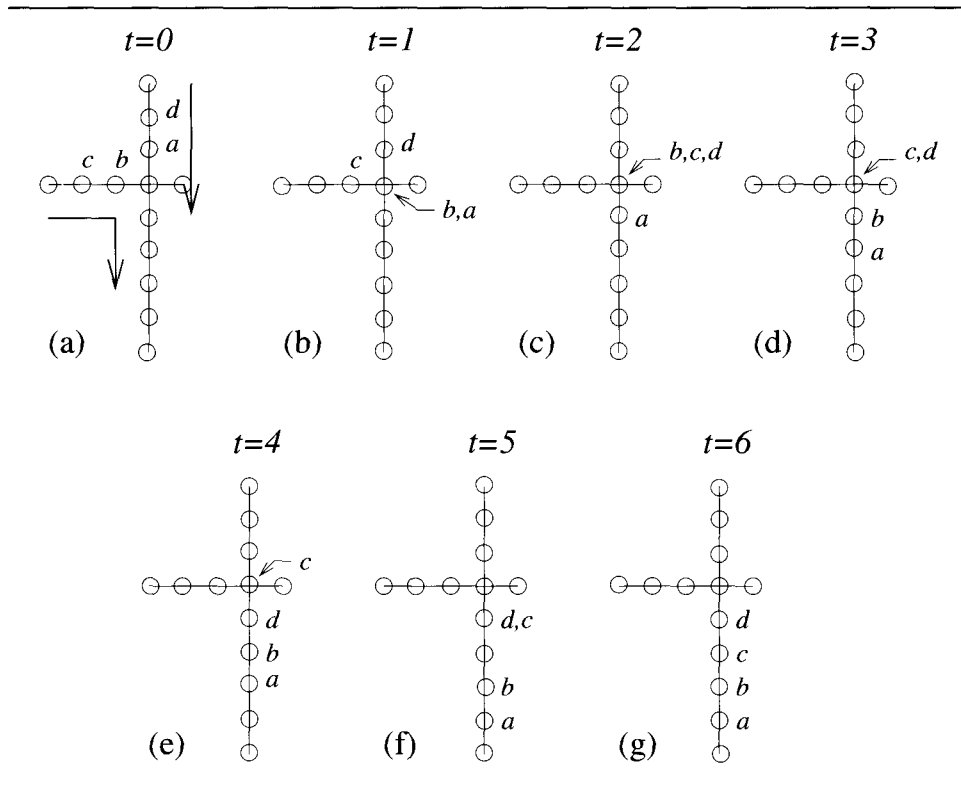 t=0 t=1 t=2 t=3
d
c b a
c d
b,a
b,c,d
a
c,d
b
a
(a) (b) (c) (d)
t=4 t=5 t=6
c
d
b
a
d,c
b
a
d
c
b
a
(e) (f) (g)